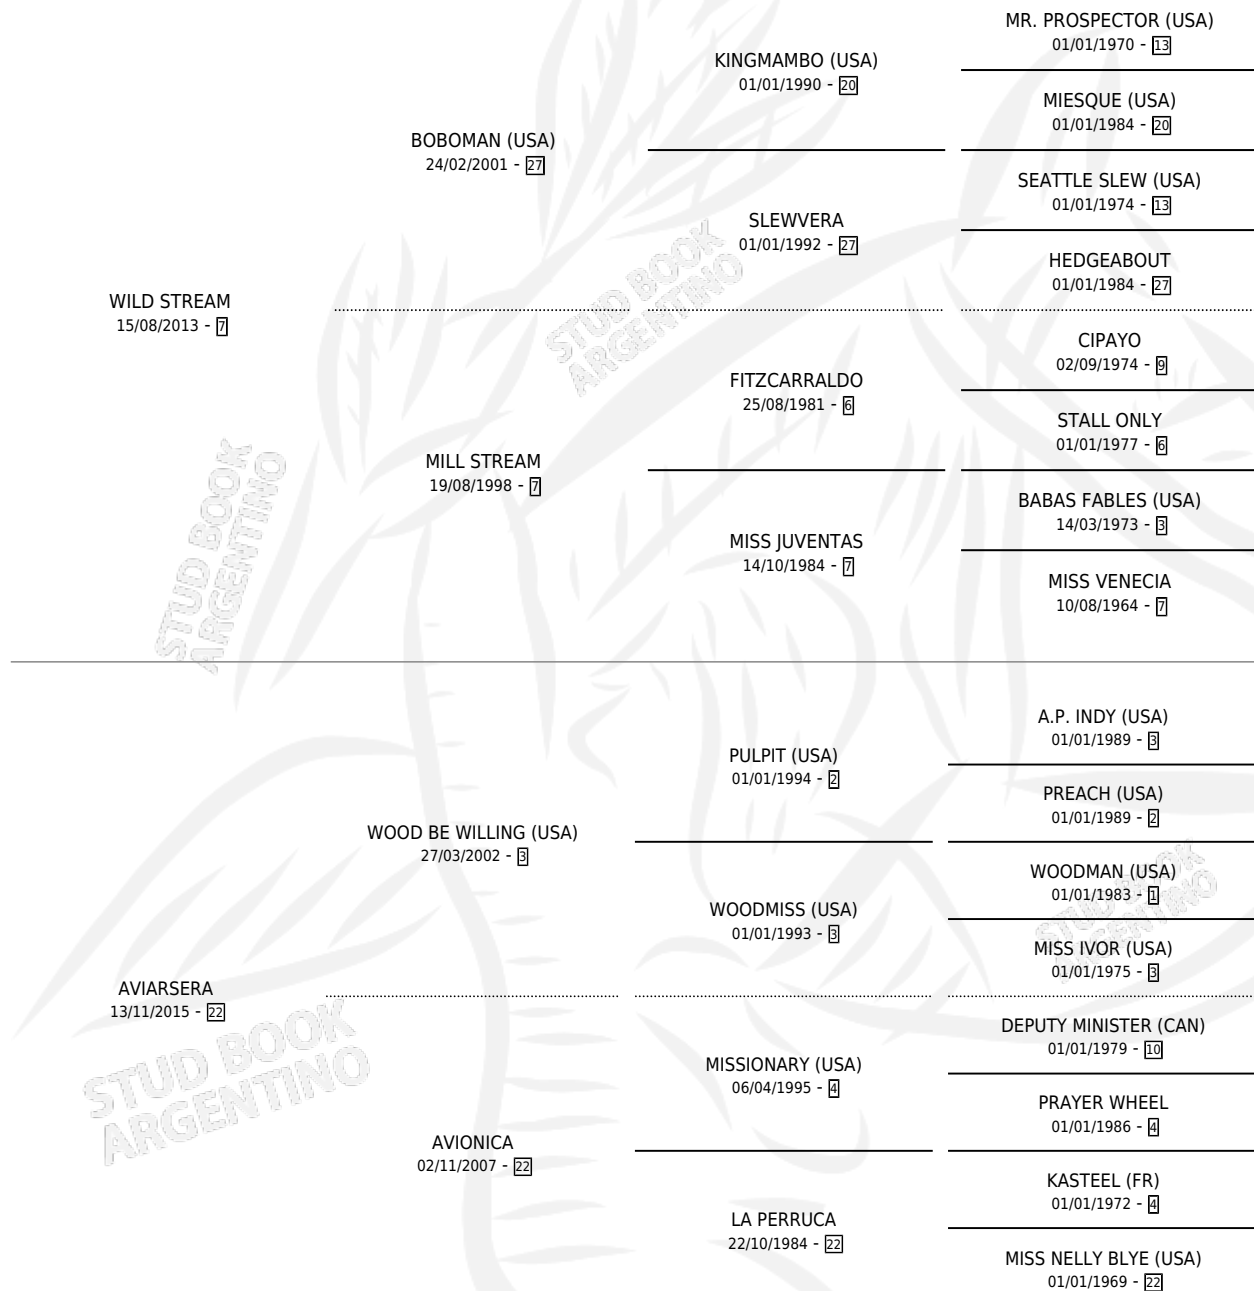 MR. PROSPECTOR (USA)
01/01/1970 - 13
KINGMAMBO (USA)
01/01/1990 - 20
MIESQUE (USA)
01/01/1984 - 20
BOBOMAN (USA)
24/02/2001 - 27
SEATTLE SLEW (USA)
01/01/1974 - 13
SLEWVERA
01/01/1992 - 27
HEDGEABOUT
01/01/1984 - 27
WILD STREAM
15/08/2013 - 7
CIPAYO
02/09/1974 - 9
FITZCARRALDO
25/08/1981 - 6
STALL ONLY
01/01/1977 - 6
MILL STREAM
19/08/1998 - 7
BABAS FABLES (USA)
14/03/1973 - 3
MISS JUVENTAS
14/10/1984 - 7
MISS VENECIA
10/08/1964 - 7
A.P. INDY (USA)
01/01/1989 - 3
PULPIT (USA)
01/01/1994 - 2
PREACH (USA)
01/01/1989 - 2
WOOD BE WILLING (USA)
27/03/2002 - 3
WOODMAN (USA)
01/01/1983 - 1
WOODMISS (USA)
01/01/1993 - 3
MISS IVOR (USA)
01/01/1975 - 3
AVIARSERA
13/11/2015 - 22
DEPUTY MINISTER (CAN)
01/01/1979 - 10
MISSIONARY (USA)
06/04/1995 - 4
PRAYER WHEEL
01/01/1986 - 4
AVIONICA
02/11/2007 - 22
KASTEEL (FR)
01/01/1972 - 4
LA PERRUCA
22/10/1984 - 22
MISS NELLY BLYE (USA)
01/01/1969 - 22
STUD BOOK
ARGENTINO
STUD BOOK
ARGENTINO
STUD BOOK
ARGENTINO
STUD BOOK
ARGENTINO